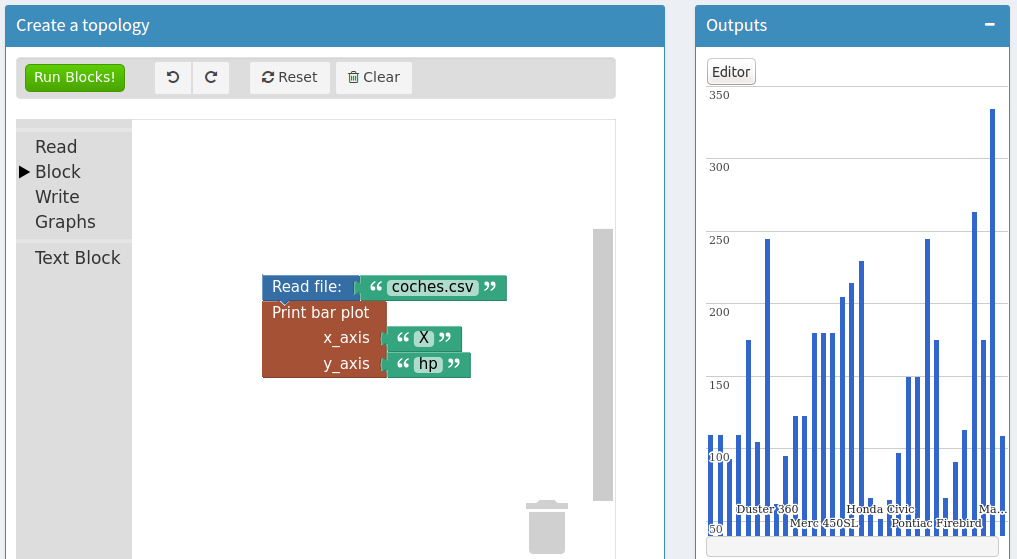 Create a topology
Run Blocks!
Reset
Clear
Read
Block
Write
Graphs
Text Block
Read file: “ coches.csv ”
Print bar plot
x_axis “ X ”
y_axis “ hp ”
Outputs
Editor
350
300
250
200
150
100
50
Duster 360
Honda Civic
Ma...
Merc 450SL
Pontiac Firebird